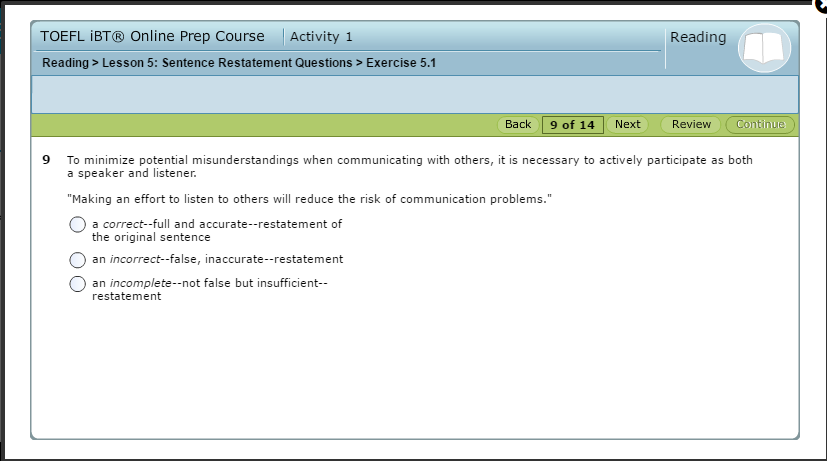 TOEFL iBT® Online Prep Course Activity 1 Reading
Reading > Lesson 5: Sentence Restatement Questions > Exercise 5.1
Back 9 of 14 Next Review Continue
9 To minimize potential misunderstandings when communicating with others, it is necessary to actively participate as both
a speaker and listener.
"Making an effort to listen to others will reduce the risk of communication problems."
a correct--full and accurate--restatement of
the original sentence
an incorrect--false, inaccurate--restatement
an incomplete--not false but insufficient--
restatement